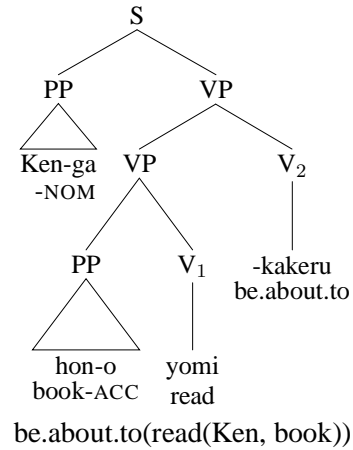 S
PP VP
Ken-ga VP V₂
-NOM
PP V₁ -kakeru
be.about.to
hon-o yomi
book-ACC read
be.about.to(read(Ken, book))